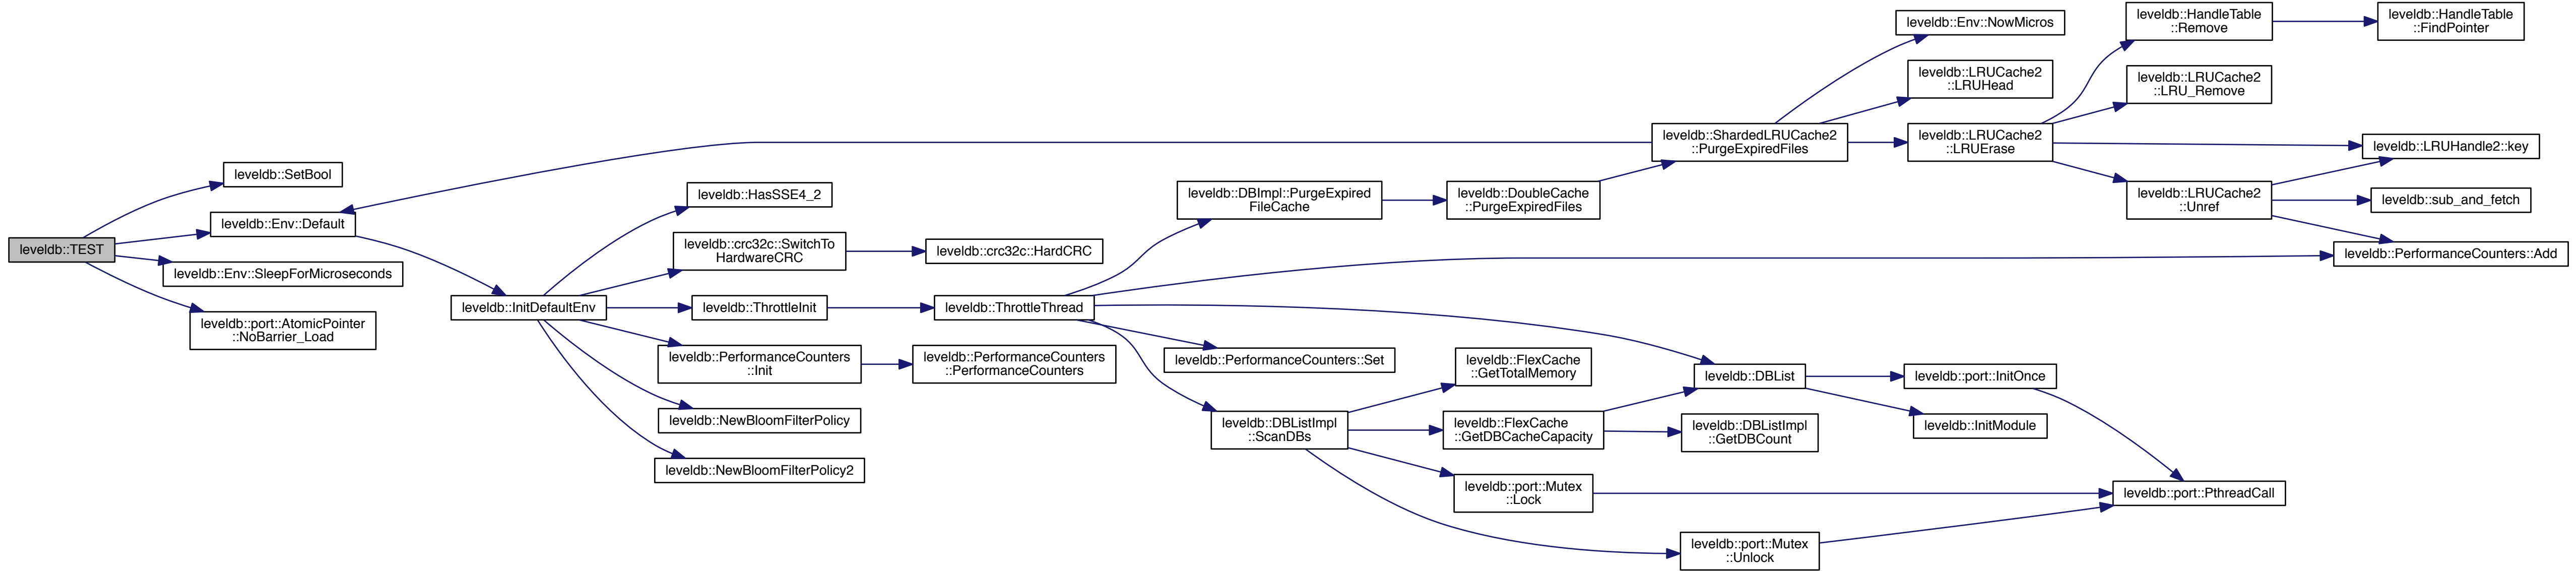 leveldb::TEST
leveldb::SetBool
leveldb::Env::Default
leveldb::Env::SleepForMicroseconds
leveldb::port::AtomicPointer
::NoBarrier_Load
leveldb::InitDefaultEnv
leveldb::HasSSE4_2
leveldb::crc32c::SwitchTo
HardwareCRC
leveldb::ThrottleInit
leveldb::PerformanceCounters
::Init
leveldb::NewBloomFilterPolicy
leveldb::NewBloomFilterPolicy2
leveldb::crc32c::HardCRC
leveldb::ThrottleThread
leveldb::PerformanceCounters
::PerformanceCounters
leveldb::DBImpl::PurgeExpired
FileCache
leveldb::PerformanceCounters::Set
leveldb::DBListImpl
::ScanDBs
leveldb::DoubleCache
::PurgeExpiredFiles
leveldb::FlexCache
::GetTotalMemory
leveldb::FlexCache
::GetDBCacheCapacity
leveldb::port::Mutex
::Lock
leveldb::ShardedLRUCache2
::PurgeExpiredFiles
leveldb::DBList
leveldb::DBListImpl
::GetDBCount
leveldb::port::Mutex
::Unlock
leveldb::Env::NowMicros
leveldb::LRUCache2
::LRUHead
leveldb::LRUCache2
::LRUErase
leveldb::port::InitOnce
leveldb::InitModule
leveldb::HandleTable
::Remove
leveldb::LRUCache2
::LRU_Remove
leveldb::LRUCache2
::Unref
leveldb::port::PthreadCall
leveldb::HandleTable
::FindPointer
leveldb::LRUHandle2::key
leveldb::sub_and_fetch
leveldb::PerformanceCounters::Add